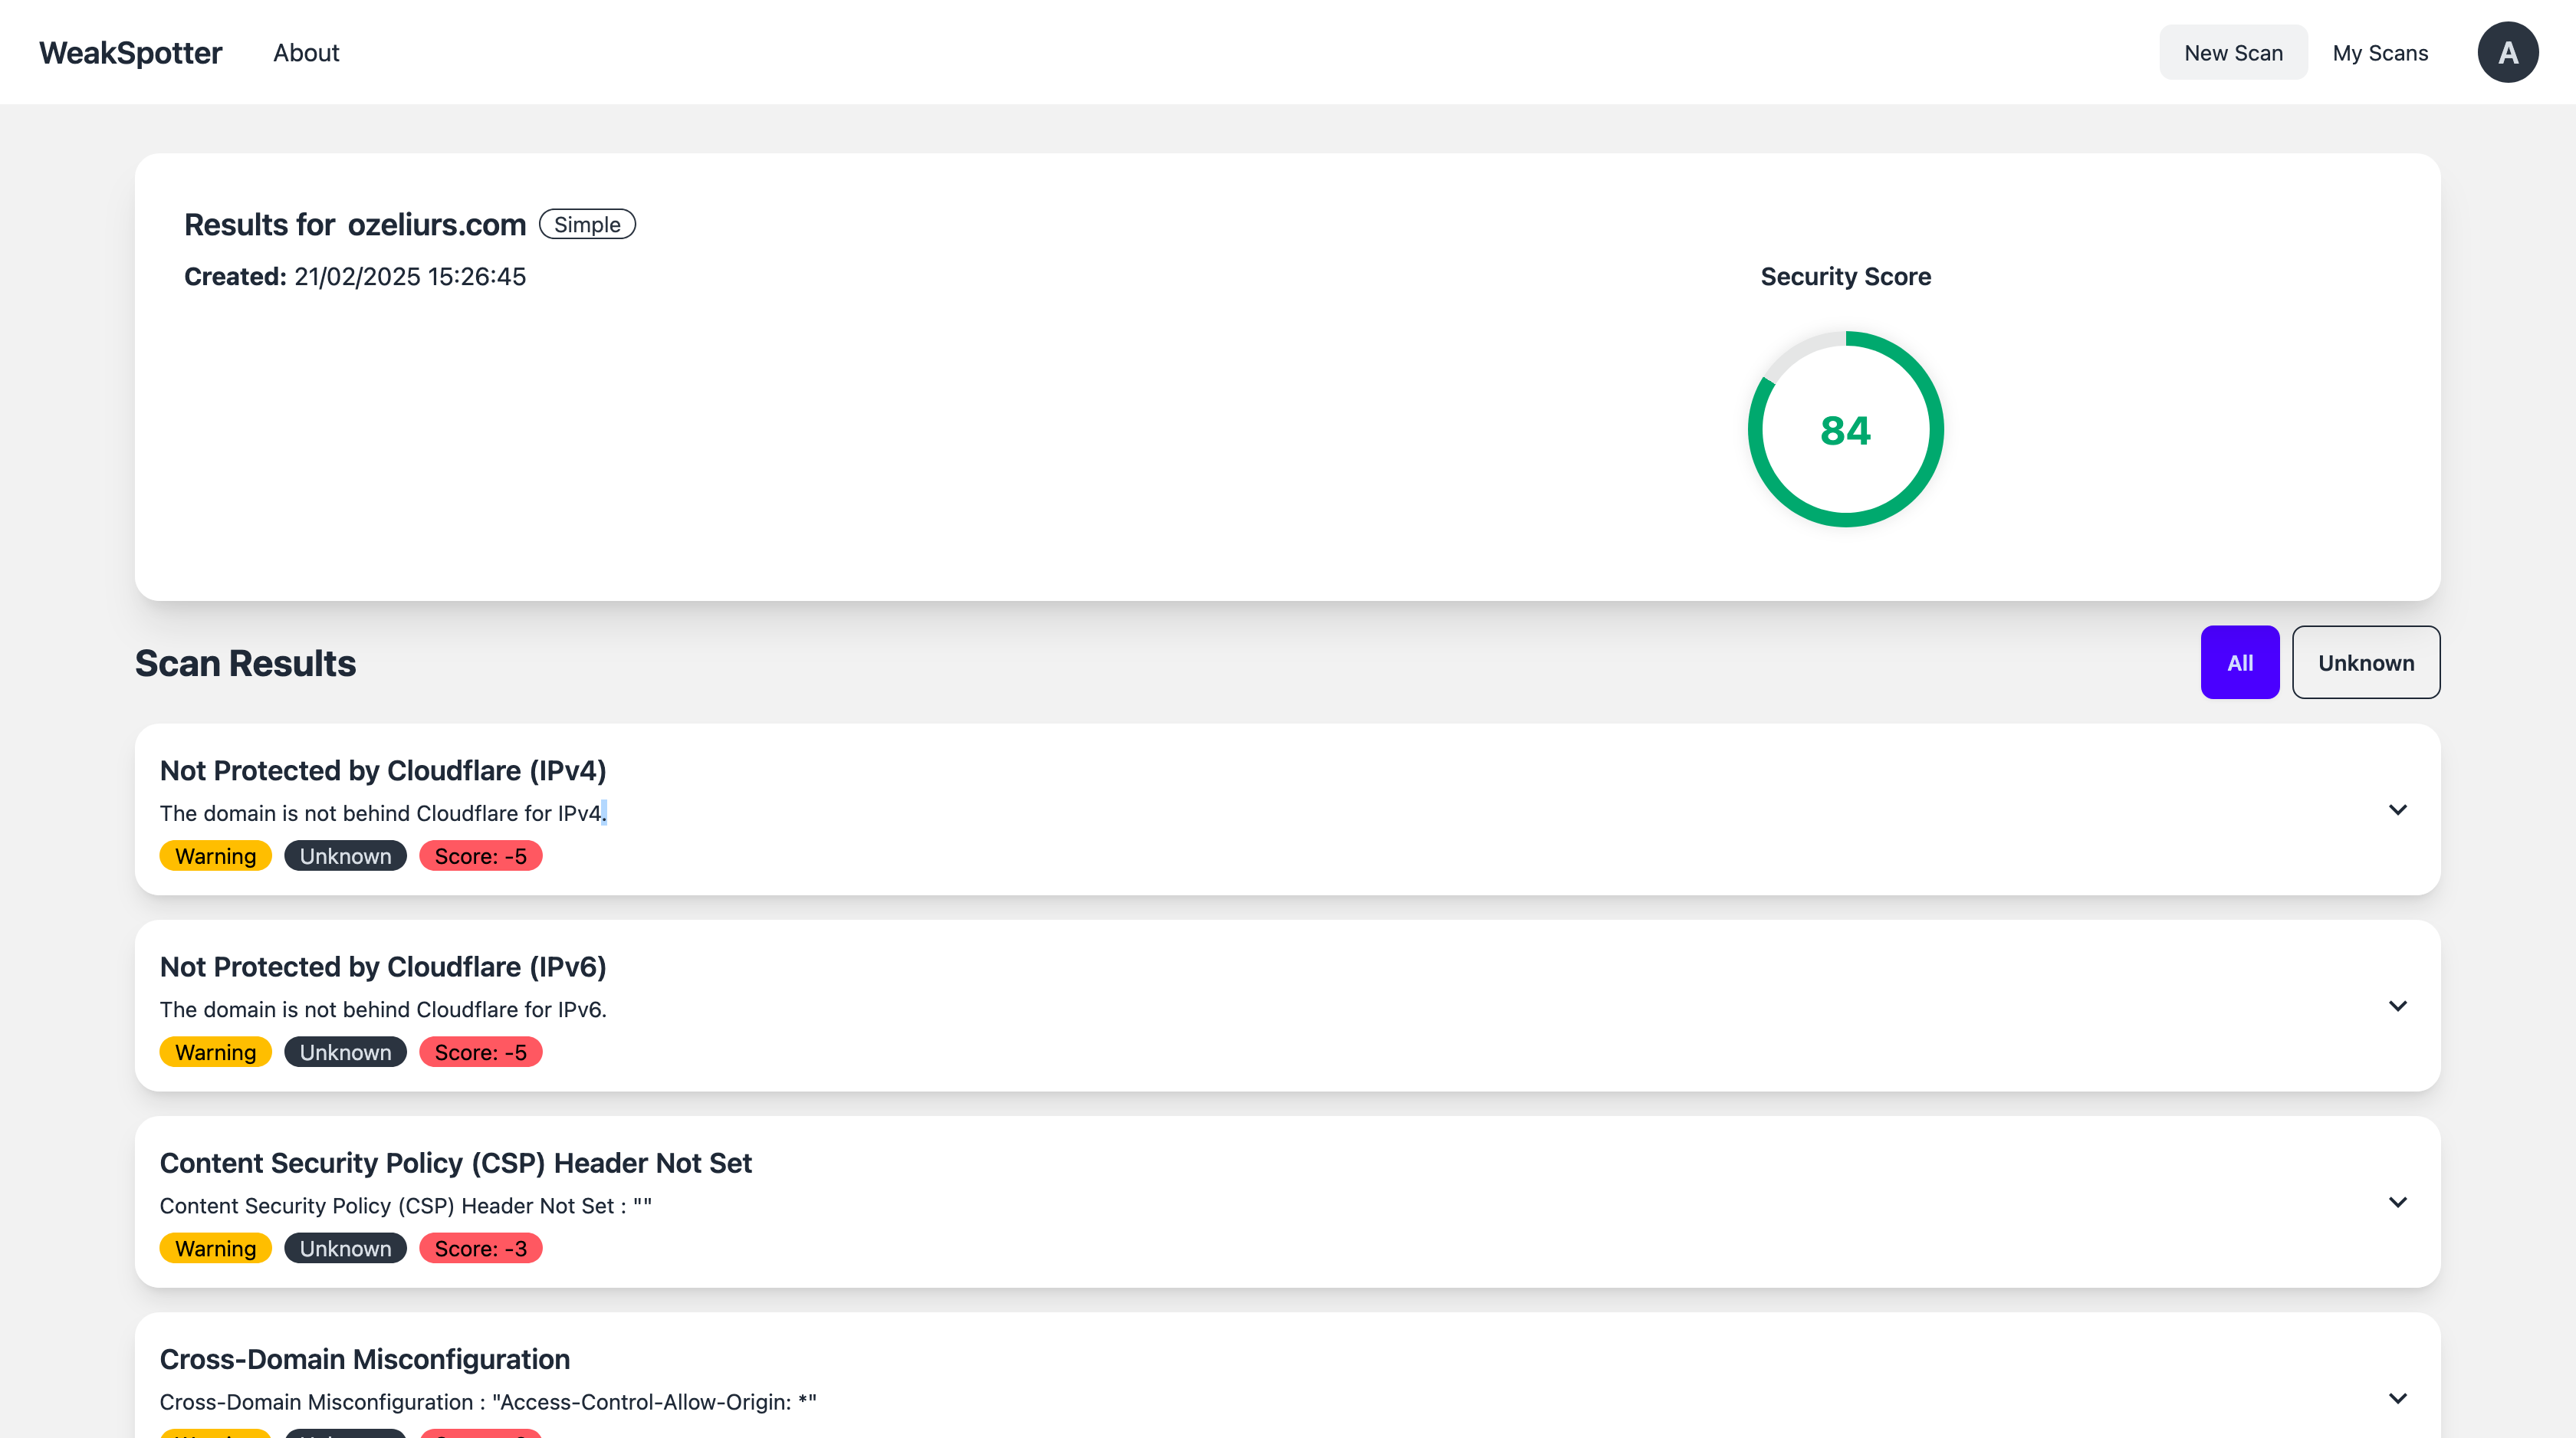 WeakSpotter About New Scan My Scans A
Results for ozeliurs.com Simple
Created: 21/02/2025 15:26:45
Security Score
84
Scan Results All Unknown
Not Protected by Cloudflare (IPv4)
The domain is not behind Cloudflare for IPv4.
Warning Unknown Score: -5
Not Protected by Cloudflare (IPv6)
The domain is not behind Cloudflare for IPv6.
Warning Unknown Score: -5
Content Security Policy (CSP) Header Not Set
Content Security Policy (CSP) Header Not Set : ""
Warning Unknown Score: -3
Cross-Domain Misconfiguration
Cross-Domain Misconfiguration : "Access-Control-Allow-Origin: *"